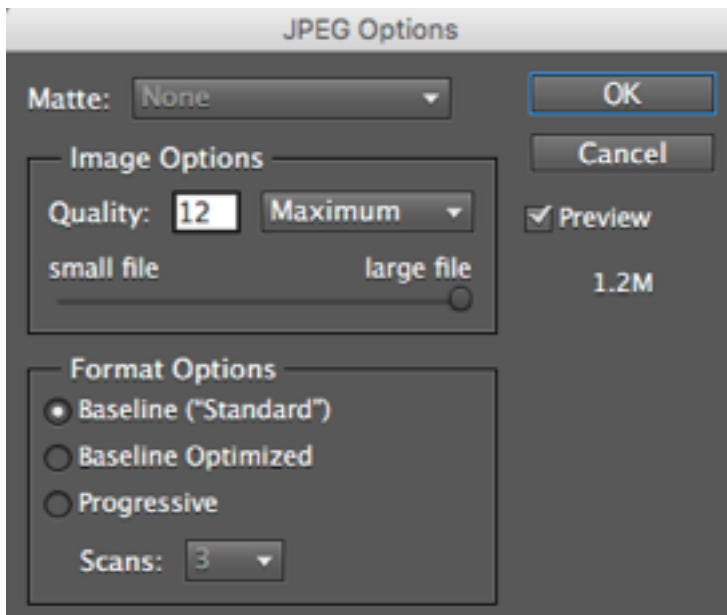 JPEG Options
Matte: None
OK
Cancel
Image Options
Quality: 12 Maximum
Preview
small file large file
1.2M
Format Options
Baseline (“Standard”)
Baseline Optimized
Progressive
Scans: 3